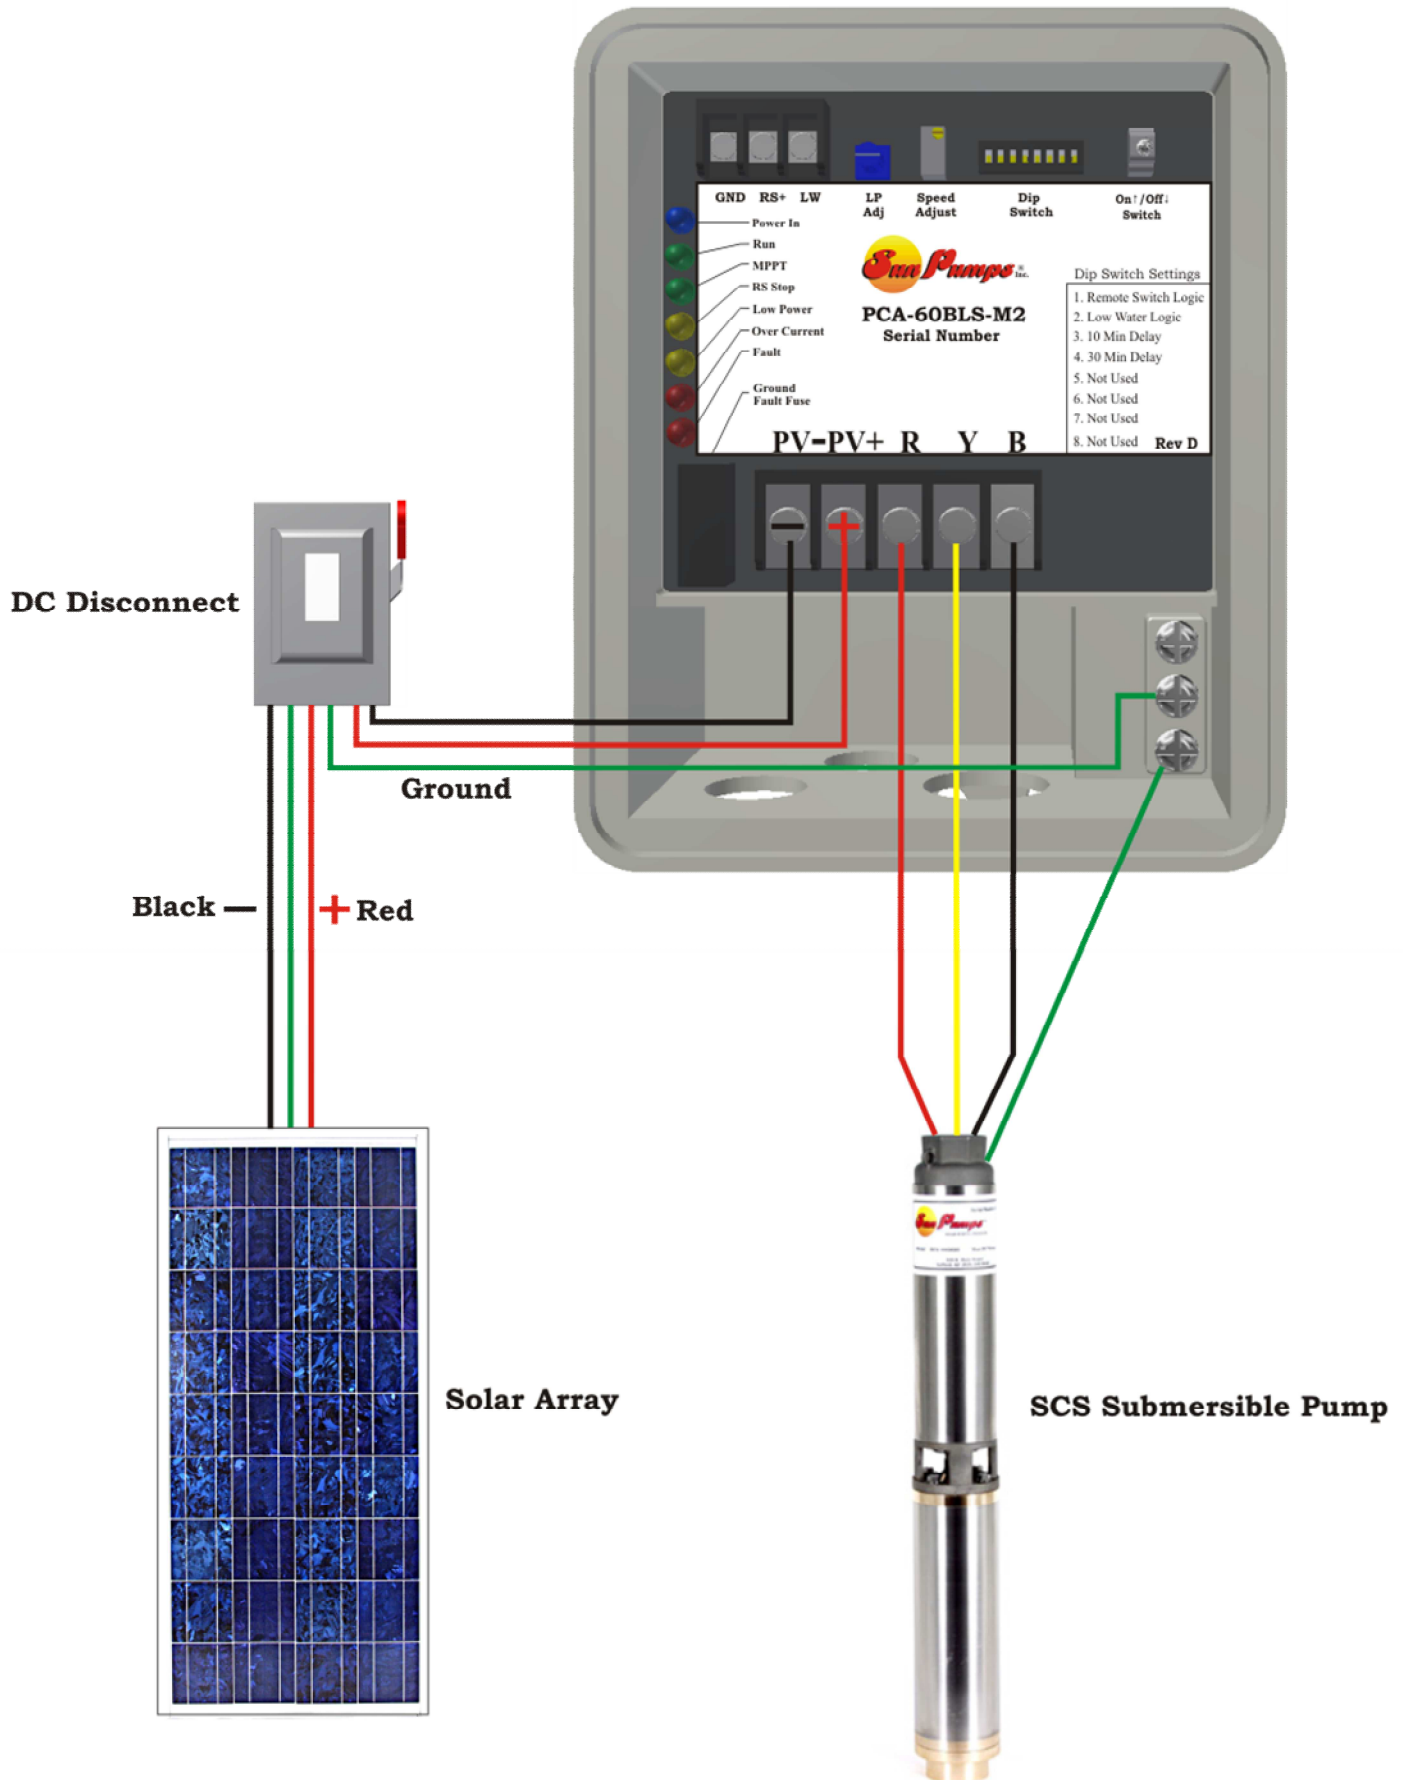 GND RS+ LW
LP
Adj
Speed
Adjust
Dip
Switch
On↑/Off↓
Switch
Power In
Run
MPPT
RS Stop
Low Power
Over Current
Fault
Ground
Fault Fuse
Sun Pumps® Inc.
PCA-60BLS-M2
Serial Number
Dip Switch Settings
1. Remote Switch Logic
2. Low Water Logic
3. 10 Min Delay
4. 30 Min Delay
5. Not Used
6. Not Used
7. Not Used
8. Not Used Rev D
PV- PV+ R Y B
- +
DC Disconnect
Ground
Black - + Red
Sun Pumps
Solar Array
SCS Submersible Pump